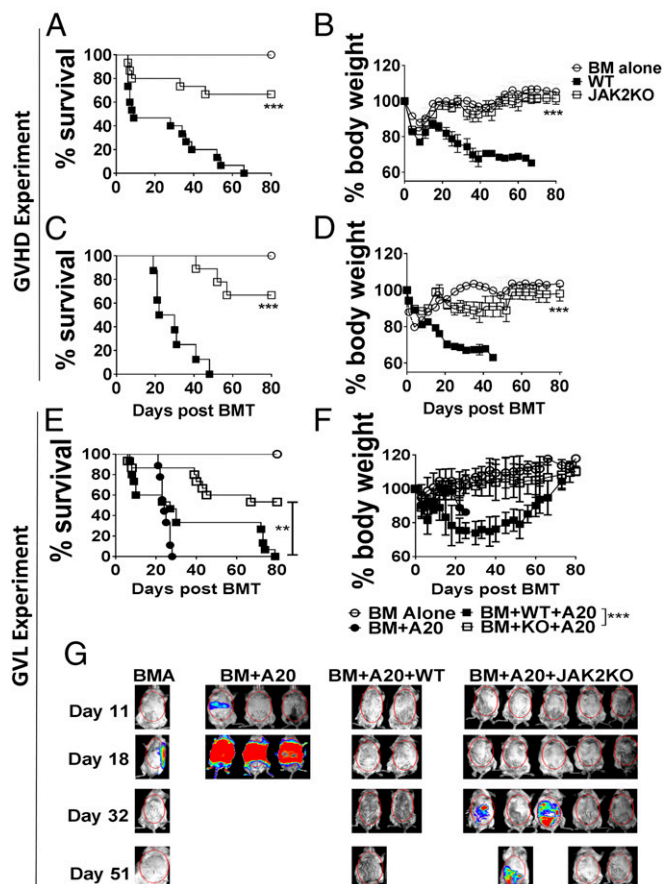 GVHD Experiment
A
% survival
100
80
60
40
20
0
0 20 40 60 80
***
B
% body weight
120
100
80
60
0 20 40 60 80
BM alone
WT
JAK2KO
***
C
% survival
100
80
60
40
20
0
0 20 40 60 80
Days post BMT
***
D
% body weight
120
100
80
60
0 20 40 60 80
Days post BMT
***
GVL Experiment
E
% survival
100
80
60
40
20
0
0 20 40 60 80
Days post BMT
**
F
% body weight
120
100
80
60
0 20 40 60 80
Days post BMT
BM Alone BM+WT+A20
BM+A20 BM+KO+A20
***
G
BMA BM+A20 BM+A20+WT BM+A20+JAK2KO
Day 11
Day 18
Day 32
Day 51